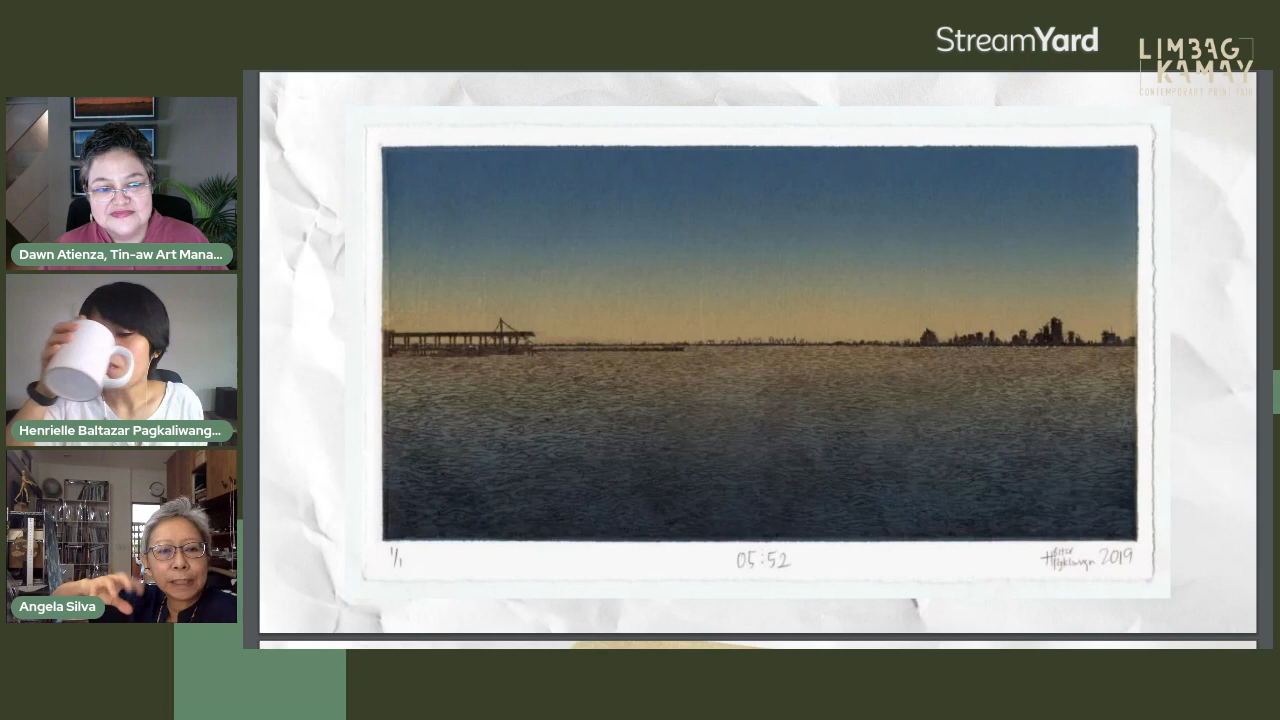 StreamYard
LIMBAG
KAMAY
CONTEMPORARY PRINT FAIR
Dawn Atienza, Tin-aw Art Mana...
Henrielle Baltazar Pagkaliwang...
Angela Silva
1/1
05:52
2019